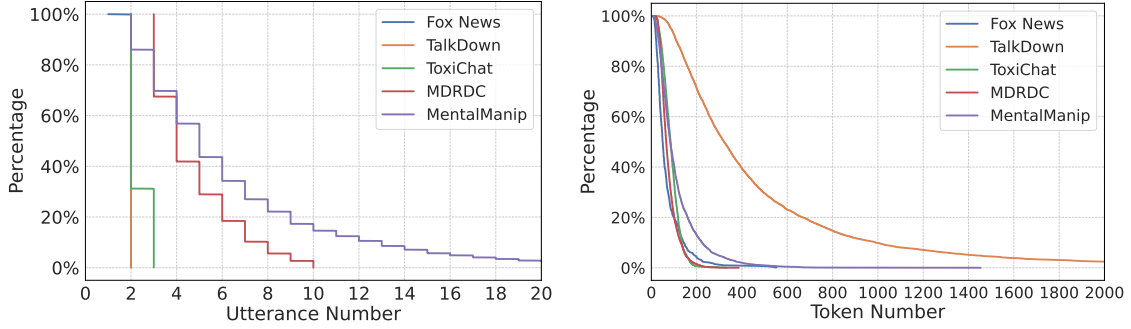 100%
80%
60%
40%
20%
0%
Percentage
0 2 4 6 8 10 12 14 16 18 20
Utterance Number
Fox News
TalkDown
ToxiChat
MDRDC
MentalManip
100%
80%
60%
40%
20%
0%
Percentage
0 200 400 600 800 1000 1200 1400 1600 1800 2000
Token Number
Fox News
TalkDown
ToxiChat
MDRDC
MentalManip